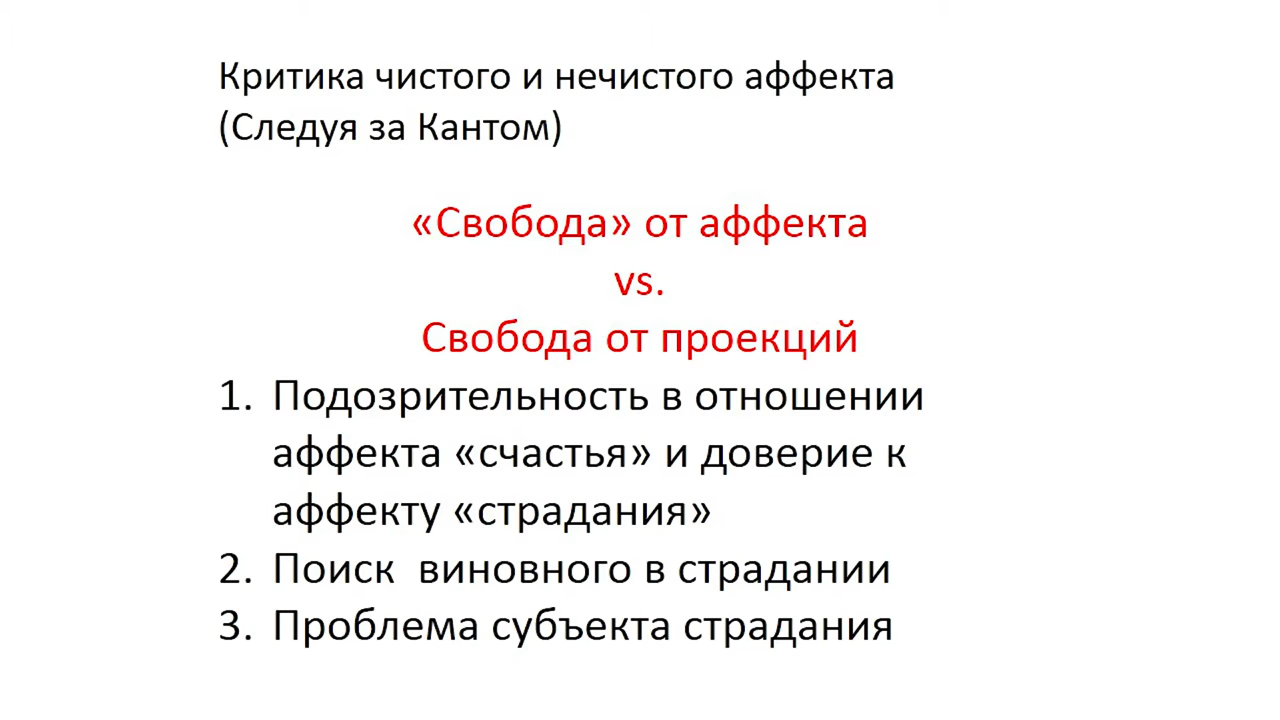 Критика чистого и нечистого аффекта
(Следуя за Кантом)
«Свобода» от аффекта
vs.
Свобода от проекций
1. Подозрительность в отношении
аффекта «счастья» и доверие к
аффекту «страдания»
2. Поиск виновного в страдании
3. Проблема субъекта страдания